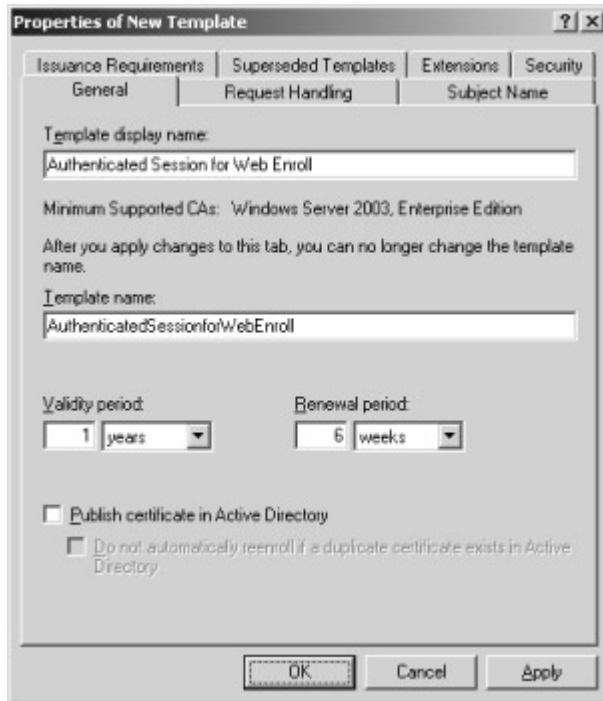 Properties of New Template
Issuance Requirements Superseded Templates Extensions Security
General Request Handling Subject Name
Template display name:
Authenticated Session for Web Enroll
Minimum Supported CAs: Windows Server 2003, Enterprise Edition
After you apply changes to this tab, you can no longer change the template
name.
Template name:
AuthenticatedSessionforWebEnroll
Validity period: Renewal period:
1 years 6 weeks
Publish certificate in Active Directory
Do not automatically reenroll if a duplicate certificate exists in Active
Directory
OK Cancel Apply